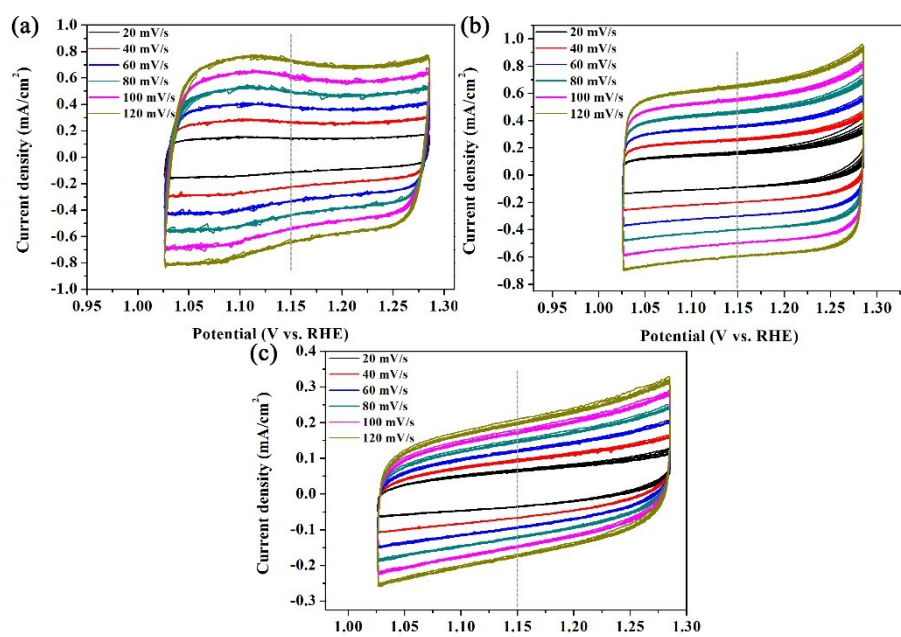 (a)
20 mV/s
40 mV/s
60 mV/s
80 mV/s
100 mV/s
120 mV/s
Current density (mA/cm²)
1.0
0.8
0.6
0.4
0.2
0.0
-0.2
-0.4
-0.6
-0.8
-1.0
0.95 1.00 1.05 1.10 1.15 1.20 1.25 1.30
Potential (V vs. RHE)
(b)
20 mV/s
40 mV/s
60 mV/s
80 mV/s
100 mV/s
120 mV/s
Current density (mA/cm²)
1.0
0.8
0.6
0.4
0.2
0.0
-0.2
-0.4
-0.6
-0.8
0.95 1.00 1.05 1.10 1.15 1.20 1.25 1.30
Potential (V vs. RHE)
(c)
20 mV/s
40 mV/s
60 mV/s
80 mV/s
100 mV/s
120 mV/s
Current density (mA/cm²)
0.4
0.3
0.2
0.1
0.0
-0.1
-0.2
-0.3
1.00 1.05 1.10 1.15 1.20 1.25 1.30
Potential (V vs. RHE)